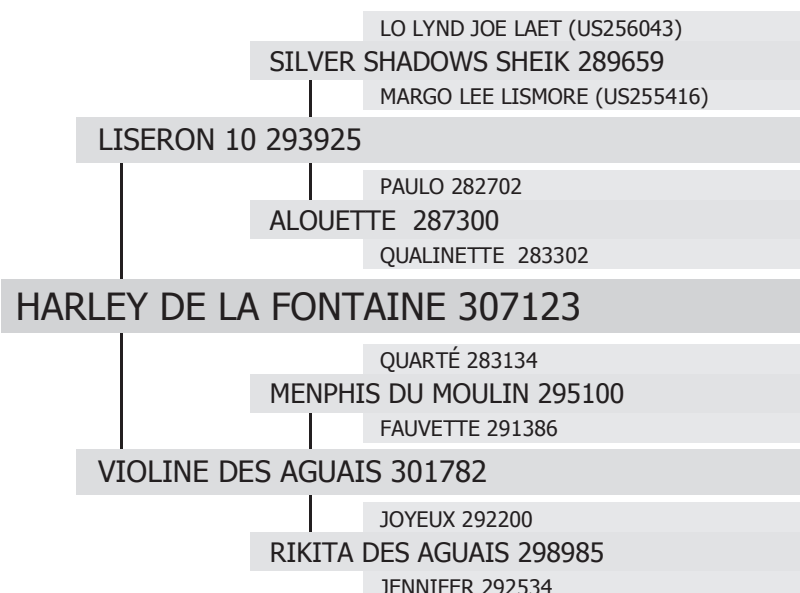 LO LYND JOE LAET (US256043)
SILVER SHADOWS SHEIK 289659
MARGO LEE LISMORE (US255416)
LISERON 10 293925
PAULO 282702
ALOUETTE 287300
QUALINETTE 283302
HARLEY DE LA FONTAINE 307123
QUARTÉ 283134
MENPHIS DU MOULIN 295100
FAUVETTE 291386
VIOLINE DES AGUAIS 301782
JOYEUX 292200
RIKITA DES AGUAIS 298985
JENNIFER 292534